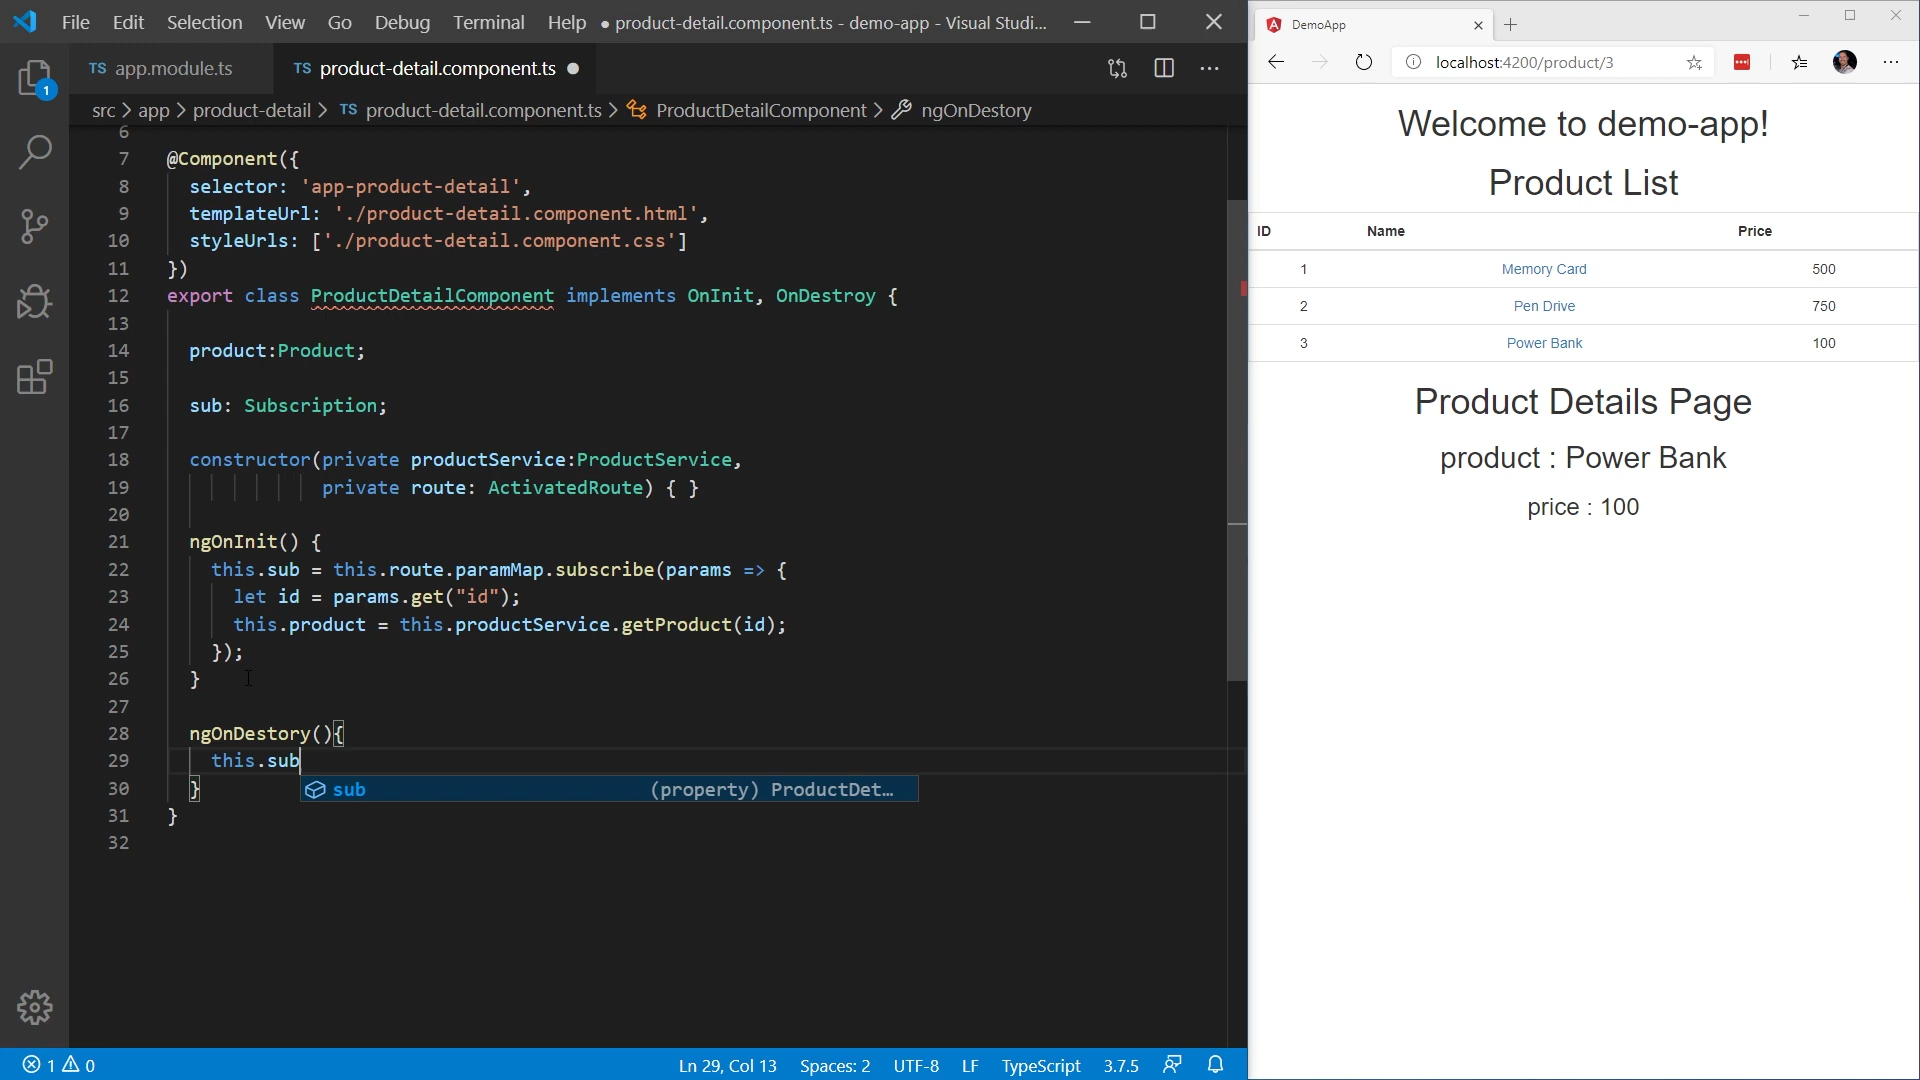 File Edit Selection View Go Debug Terminal Help ● product-detail.component.ts - demo-app - Visual Studi...
TS app.module.ts TS product-detail.component.ts ●
src > app > product-detail > TS product-detail.component.ts > ProductDetailComponent > ngOnDestory
1
6
7 @Component({
8 selector: 'app-product-detail',
9 templateUrl: './product-detail.component.html',
10 styleUrls: ['./product-detail.component.css']
11 })
12 export class ProductDetailComponent implements OnInit, OnDestroy {
13
14 product:Product;
15
16 sub: Subscription;
17
18 constructor(private productService:ProductService,
19 private route: ActivatedRoute) { }
20
21 ngOnInit() {
22 this.sub = this.route.paramMap.subscribe(params => {
23 let id = params.get("id");
24 this.product = this.productService.getProduct(id);
25 });
26 }
27
28 ngOnDestory(){
29 this.sub
30 }
sub (property) ProductDet...
31 }
32
1 0 Ln 29, Col 13 Spaces: 2 UTF-8 LF TypeScript 3.7.5
DemoApp
localhost:4200/product/3
Welcome to demo-app!
Product List
ID Name Price
1 Memory Card 500
2 Pen Drive 750
3 Power Bank 100
Product Details Page
product : Power Bank
price : 100